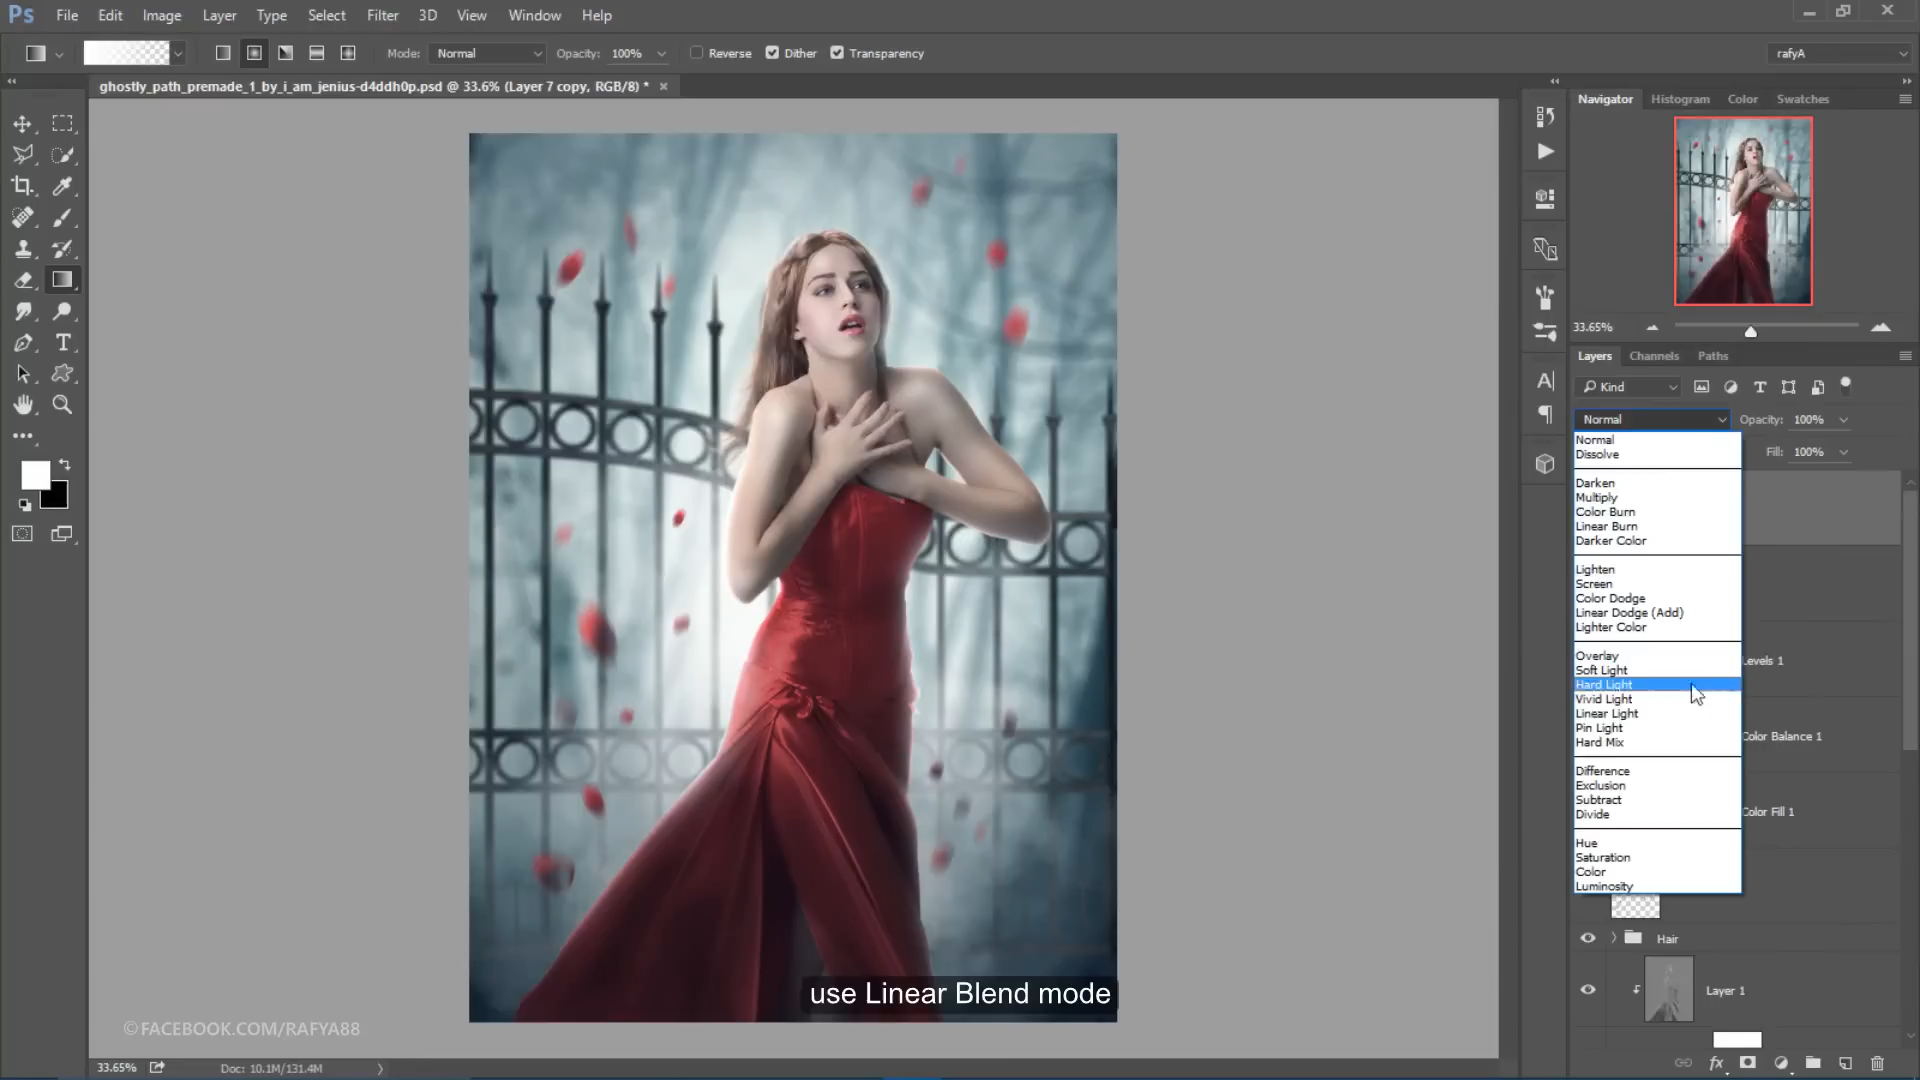 Ps File Edit Image Layer Type Select Filter 3D View Window Help
Mode: Normal Opacity: 100% Reverse Dither Transparency rafyA
ghostly_path_premade_1_by_i_am_jenius-d4ddh0p.psd @ 33.6% (Layer 7 copy, RGB/8) *
Navigator Histogram Color Swatches
33.65%
Layers Channels Paths
Kind
Normal Opacity: 100%
Fill: 100%
Normal
Dissolve
Darken
Multiply
Color Burn
Linear Burn
Darker Color
Lighten
Screen
Color Dodge
Linear Dodge (Add)
Lighter Color
Overlay
Soft Light
Hard Light
Vivid Light
Linear Light
Pin Light
Hard Mix
Difference
Exclusion
Subtract
Divide
Hue
Saturation
Color
Luminosity
Levels 1
Color Balance 1
Color Fill 1
Hair
Layer 1
use Linear Blend mode
©FACEBOOK.COM/RAFYA88
33.65% Doc: 10.1M/131.4M